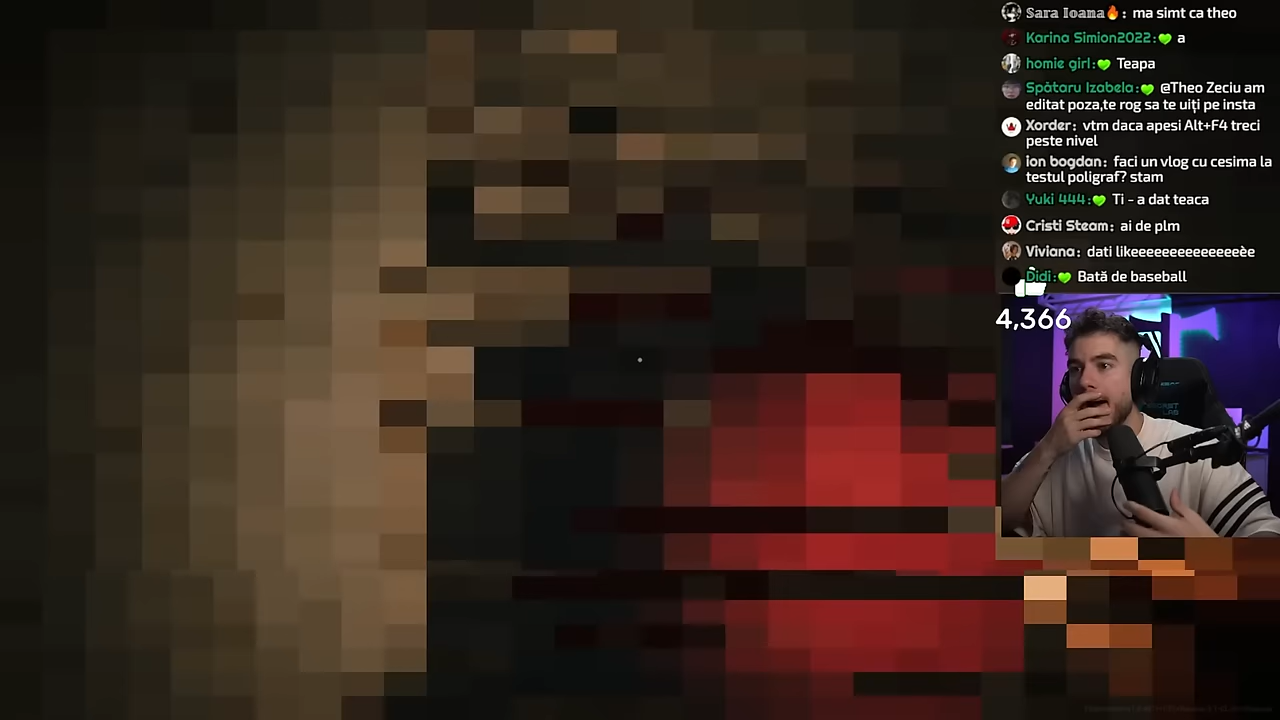 Sara Ioana🔥: ma simt ca theo
Karina Simion2022:💚 a
homie girl:💚 Teapa
Spătaru Izabela:💚 @Theo Zeciu am
editat poza,te rog sa te uiți pe insta
Xorder: vtm daca apesi Alt+F4 treci
peste nivel
ion bogdan: faci un vlog cu cesima la
testul poligraf? stam
Yuki 444:💚 Ti - a dat teaca
Cristi Steam: ai de plm
Viviana: dati likeeeeeeeeeeeeeèe
Didi:💚 Bată de baseball
4,366